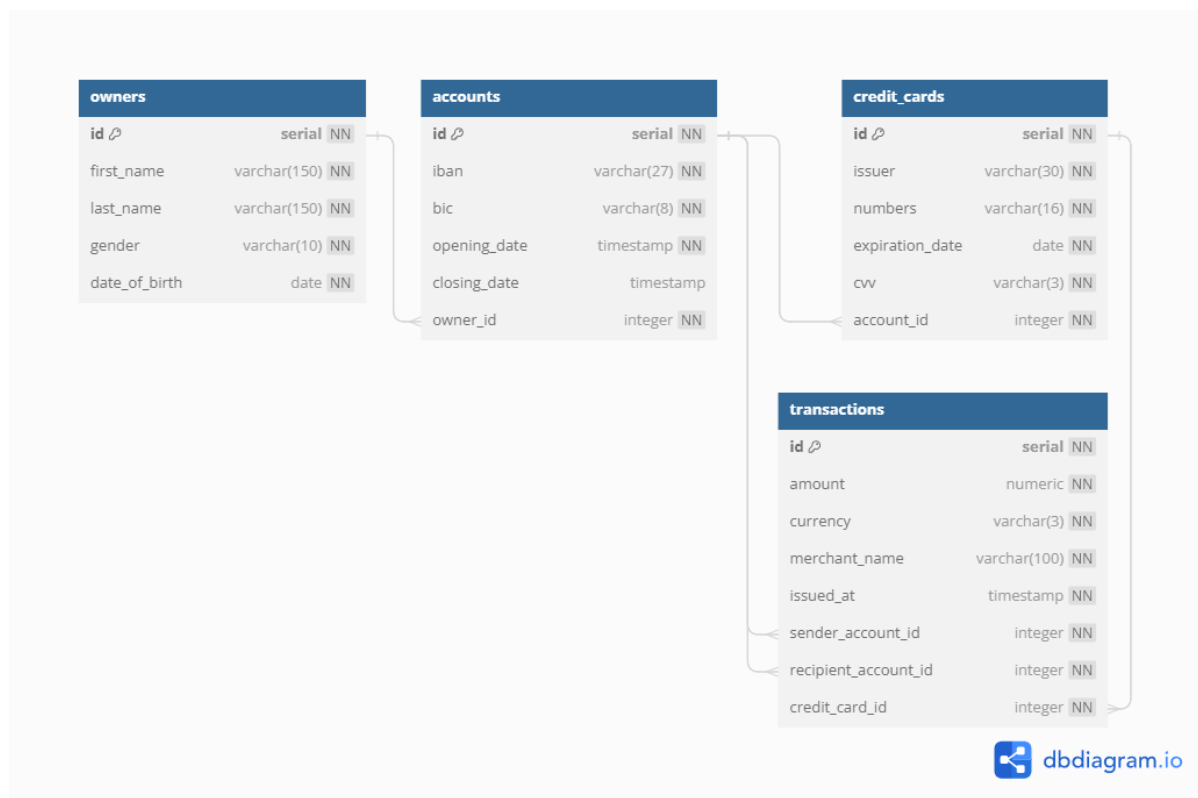 owners
id serial NN
first_name varchar(150) NN
last_name varchar(150) NN
gender varchar(10) NN
date_of_birth date NN
accounts
id serial NN
iban varchar(27) NN
bic varchar(8) NN
opening_date timestamp NN
closing_date timestamp
owner_id integer NN
credit_cards
id serial NN
issuer varchar(30) NN
numbers varchar(16) NN
expiration_date date NN
cvv varchar(3) NN
account_id integer NN
transactions
id serial NN
amount numeric NN
currency varchar(3) NN
merchant_name varchar(100) NN
issued_at timestamp NN
sender_account_id integer NN
recipient_account_id integer NN
credit_card_id integer NN
dbdiagram.io